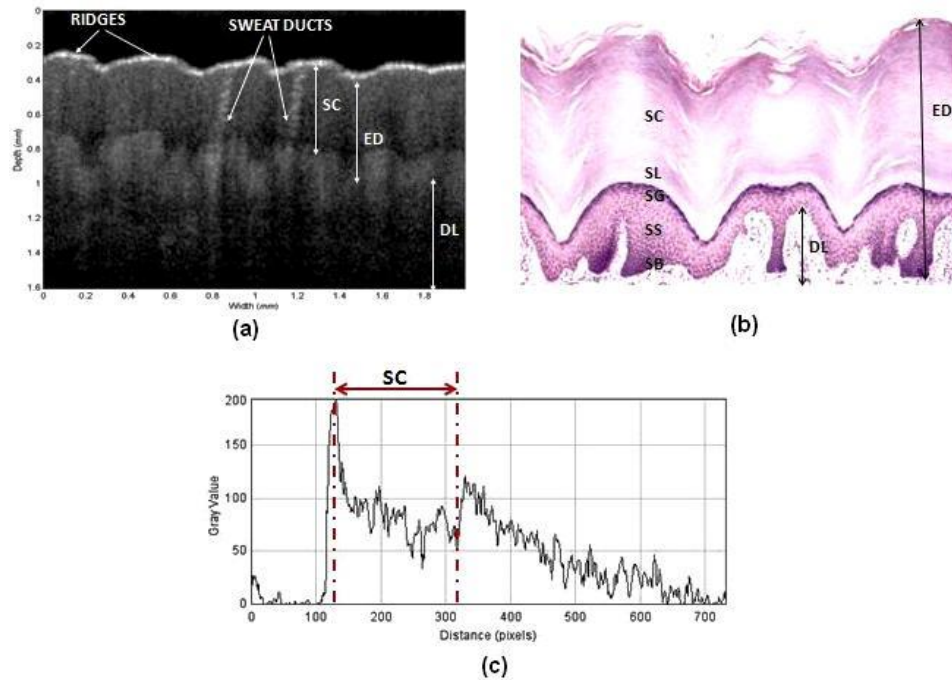 RIDGES
SWEAT DUCTS
SC
ED
DL
0
0.2
0.4
0.6
0.8
1
1.2
1.4
1.6
Depth (mm)
0 0.2 0.4 0.6 0.8 1 1.2 1.4 1.6 1.8
Width (mm)
(a)
ED
SC
SL
SG
SS
DL
SB
(b)
SC
200
150
100
50
0
Gray Value
0 100 200 300 400 500 600 700
Distance (pixels)
(c)